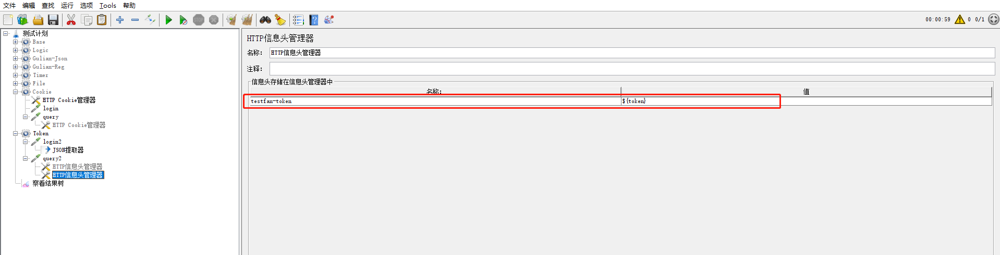 文件 编辑 查找 运行 选项 Tools 帮助
STOP
00:00:59 0 0/1
测试计划
Base
Logic
Gulian-Json
Gulian-Reg
Timer
File
Cookie
HTTP Cookie管理器
login
query
HTTP Cookie管理器
Token
login2
JSON提取器
query2
HTTP信息头管理器
HTTP信息头管理器
察看结果树
HTTP信息头管理器
名称: HTTP信息头管理器
注释:
信息头存储在信息头管理器中
名称: 值
testfan-token ${token}